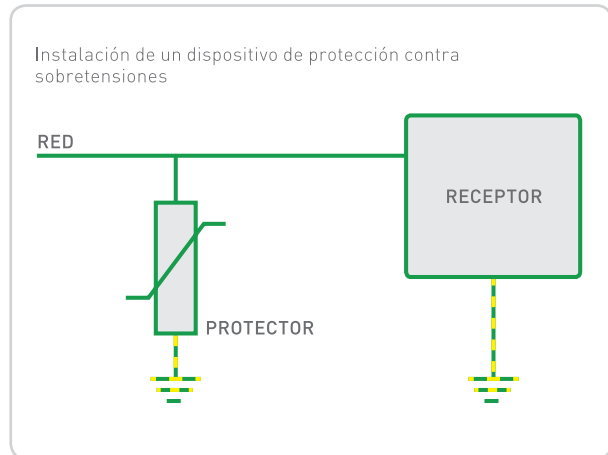 Instalación de un dispositivo de protección contra
sobretensiones
RED
RECEPTOR
PROTECTOR